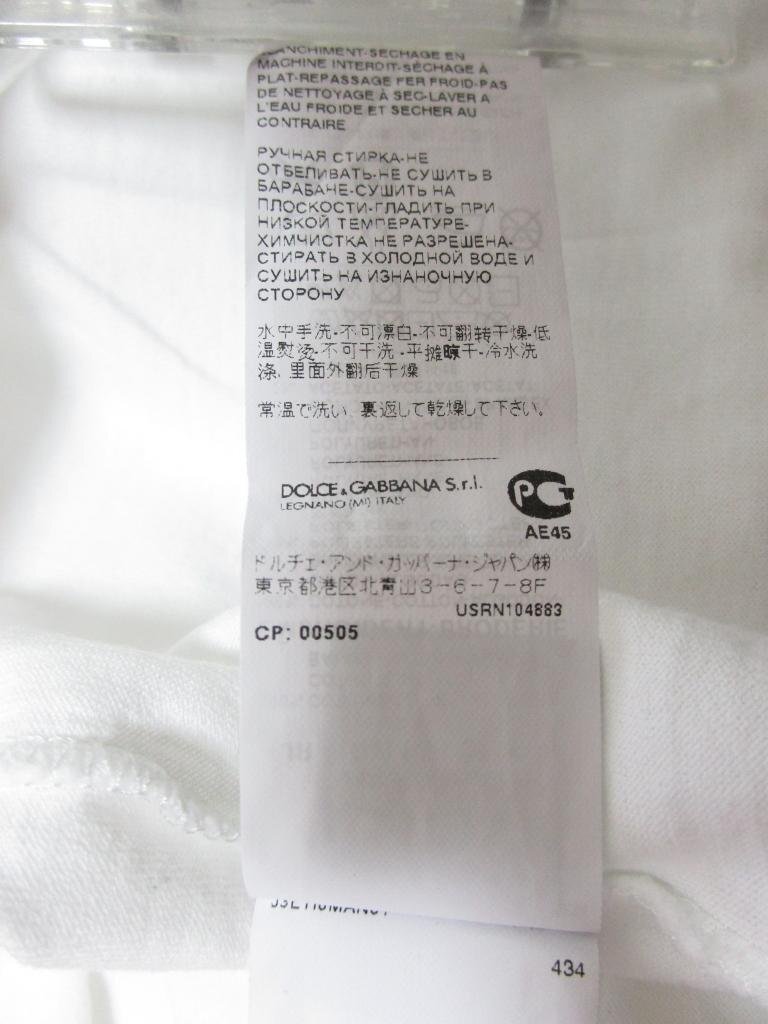 BLANCHIMENT-SECHAGE EN
MACHINE INTERDIT-SÉCHAGE À
PLAT-REPASSAGE FER FROID-PAS
DE NETTOYAGE À SEC-LAVER A
L'EAU FROIDE ET SECHER AU
CONTRAIRE
РУЧНАЯ СТИРКА-НЕ
ОТБЕЛИВАТЬ-НЕ СУШИТЬ В
БАРАБАНЕ-СУШИТЬ НА
ПЛОСКОСТИ-ГЛАДИТЬ ПРИ
НИЗКОЙ ТЕМПЕРАТУРЕ-
ХИМЧИСТКА НЕ РАЗРЕШЕНА-
СТИРАТЬ В ХОЛОДНОЙ ВОДЕ И
СУШИТЬ НА ИЗНАНОЧНУЮ
СТОРОНУ
水中手洗-不可漂白-不可翻转干燥-低
温熨烫-不可干洗-平摊晾干-冷水洗
涤、里面外翻后干燥
常温で洗い、裏返して乾燥して下さい。
DOLCE & GABBANA S.r.l.
LEGNANO (MI) ITALY
РСТ
AE45
ドルチェ・アンド・ガッバーナ・ジャパン㈱
東京都港区北青山3-6-7-8F
USRN104883
CP: 00505
434